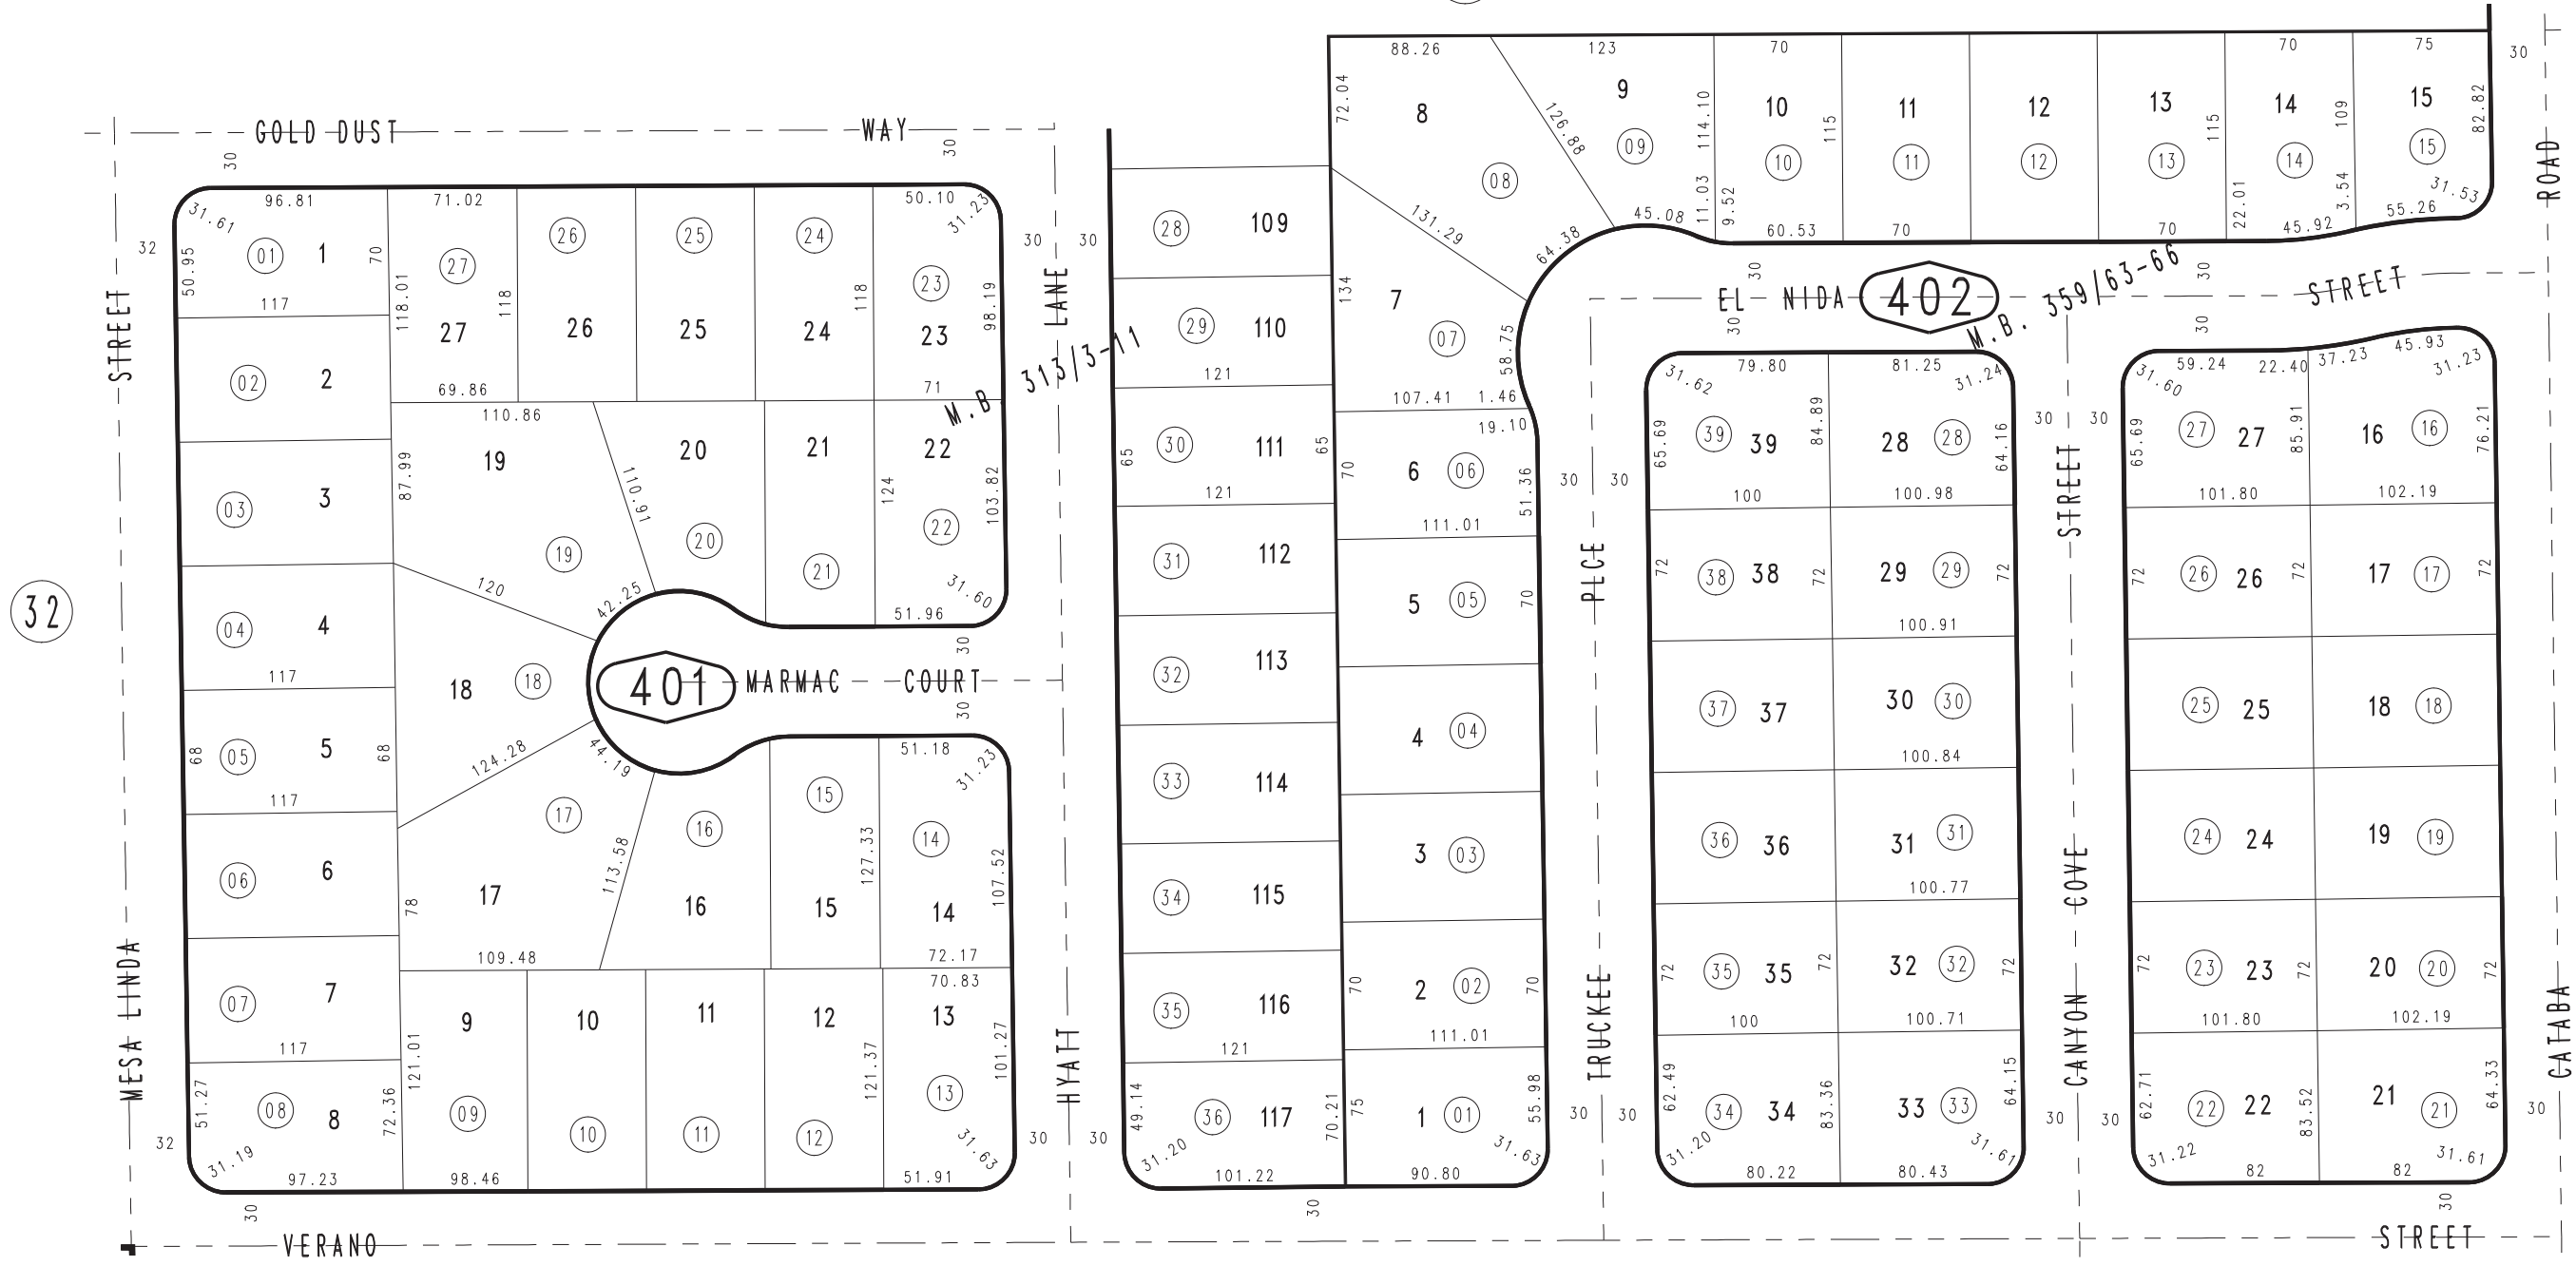 88.26 123 70 70 75 30
GOLD DUST WAY
30 30
72.04 8 9 10 11 12 13 14 15
126.88 114.10 115 115 109 82.82
08 09 10 11 12 13 14 15
131.29 64.38 45.08 11.03 9.52 60.53 70 70 22.01 45.92 3.54 55.26 31.53
ROAD
96.81 71.02 50.10 31.23
31.61 01 1 70 27 26 25 24 23
32 50.95 117 118.01 118 118 98.19
27 26 25 24 23
69.86 71
30 30
LANE
M.B. 313/3-11
28 109
29 110
121
134 7 07 58.75
107.41 1.46
EL NIDA 402 STREET
M.B. 359/63-66
30 30 30 30
STREET
02 2
03 3
04 4
117
05 5
68 68
117
06 6
07 7
117
51.27 08 8 72.36
31.19 97.23
32
32
MESA LINDA
110.86
19 20 21 22
87.99 110.91 124 103.82
19 20 21 22
120 42.25 51.96 31.60
30
18 18 401 MARMAC COURT
30
124.28 44.19 51.18 31.23
17 16 15 14
113.58 127.33 107.52
78 17 16 15 14
109.48 72.17
70.83
9 10 11 12 13
121.01 121.37 101.27
09 10 11 12 13
98.46 51.91 31.63
HYATT
30 30
30 111
65 65
121
31 112
32 113
33 114
34 115
35 116
121
49.14 36 117 70.21
31.20 101.22
19.10
70 6 06 51.36
111.01
5 05 70
4 04
3 03
70 2 02 70
111.01
75 1 01 55.98
90.80 31.63
30 30
PLCE
TRUCKEE
30 30
79.80 81.25
31.62 31.24
65.69 39 39 84.89 28 28 64.16
100 100.98
72 38 38 72 29 29 72
100.91
37 37 30 30
100.84
36 36 31 31
100.77
72 35 35 72 32 32 72
100 100.71
62.49 34 34 83.36 33 33 64.15
31.20 80.22 80.43 31.61
30 30
STREET
COVE
CANYON
30 30
59.24 22.40 37.23 45.93
31.60 31.23
65.69 27 27 85.91 16 16 76.21
101.80 102.19
72 26 26 72 17 17 72
25 25 18 18
24 24 19 19
72 23 23 72 20 20 72
101.80 102.19
62.71 22 22 83.52 21 21 64.33
31.22 82 82 31.61
30
CATABA
30 30 30
VERANO STREET